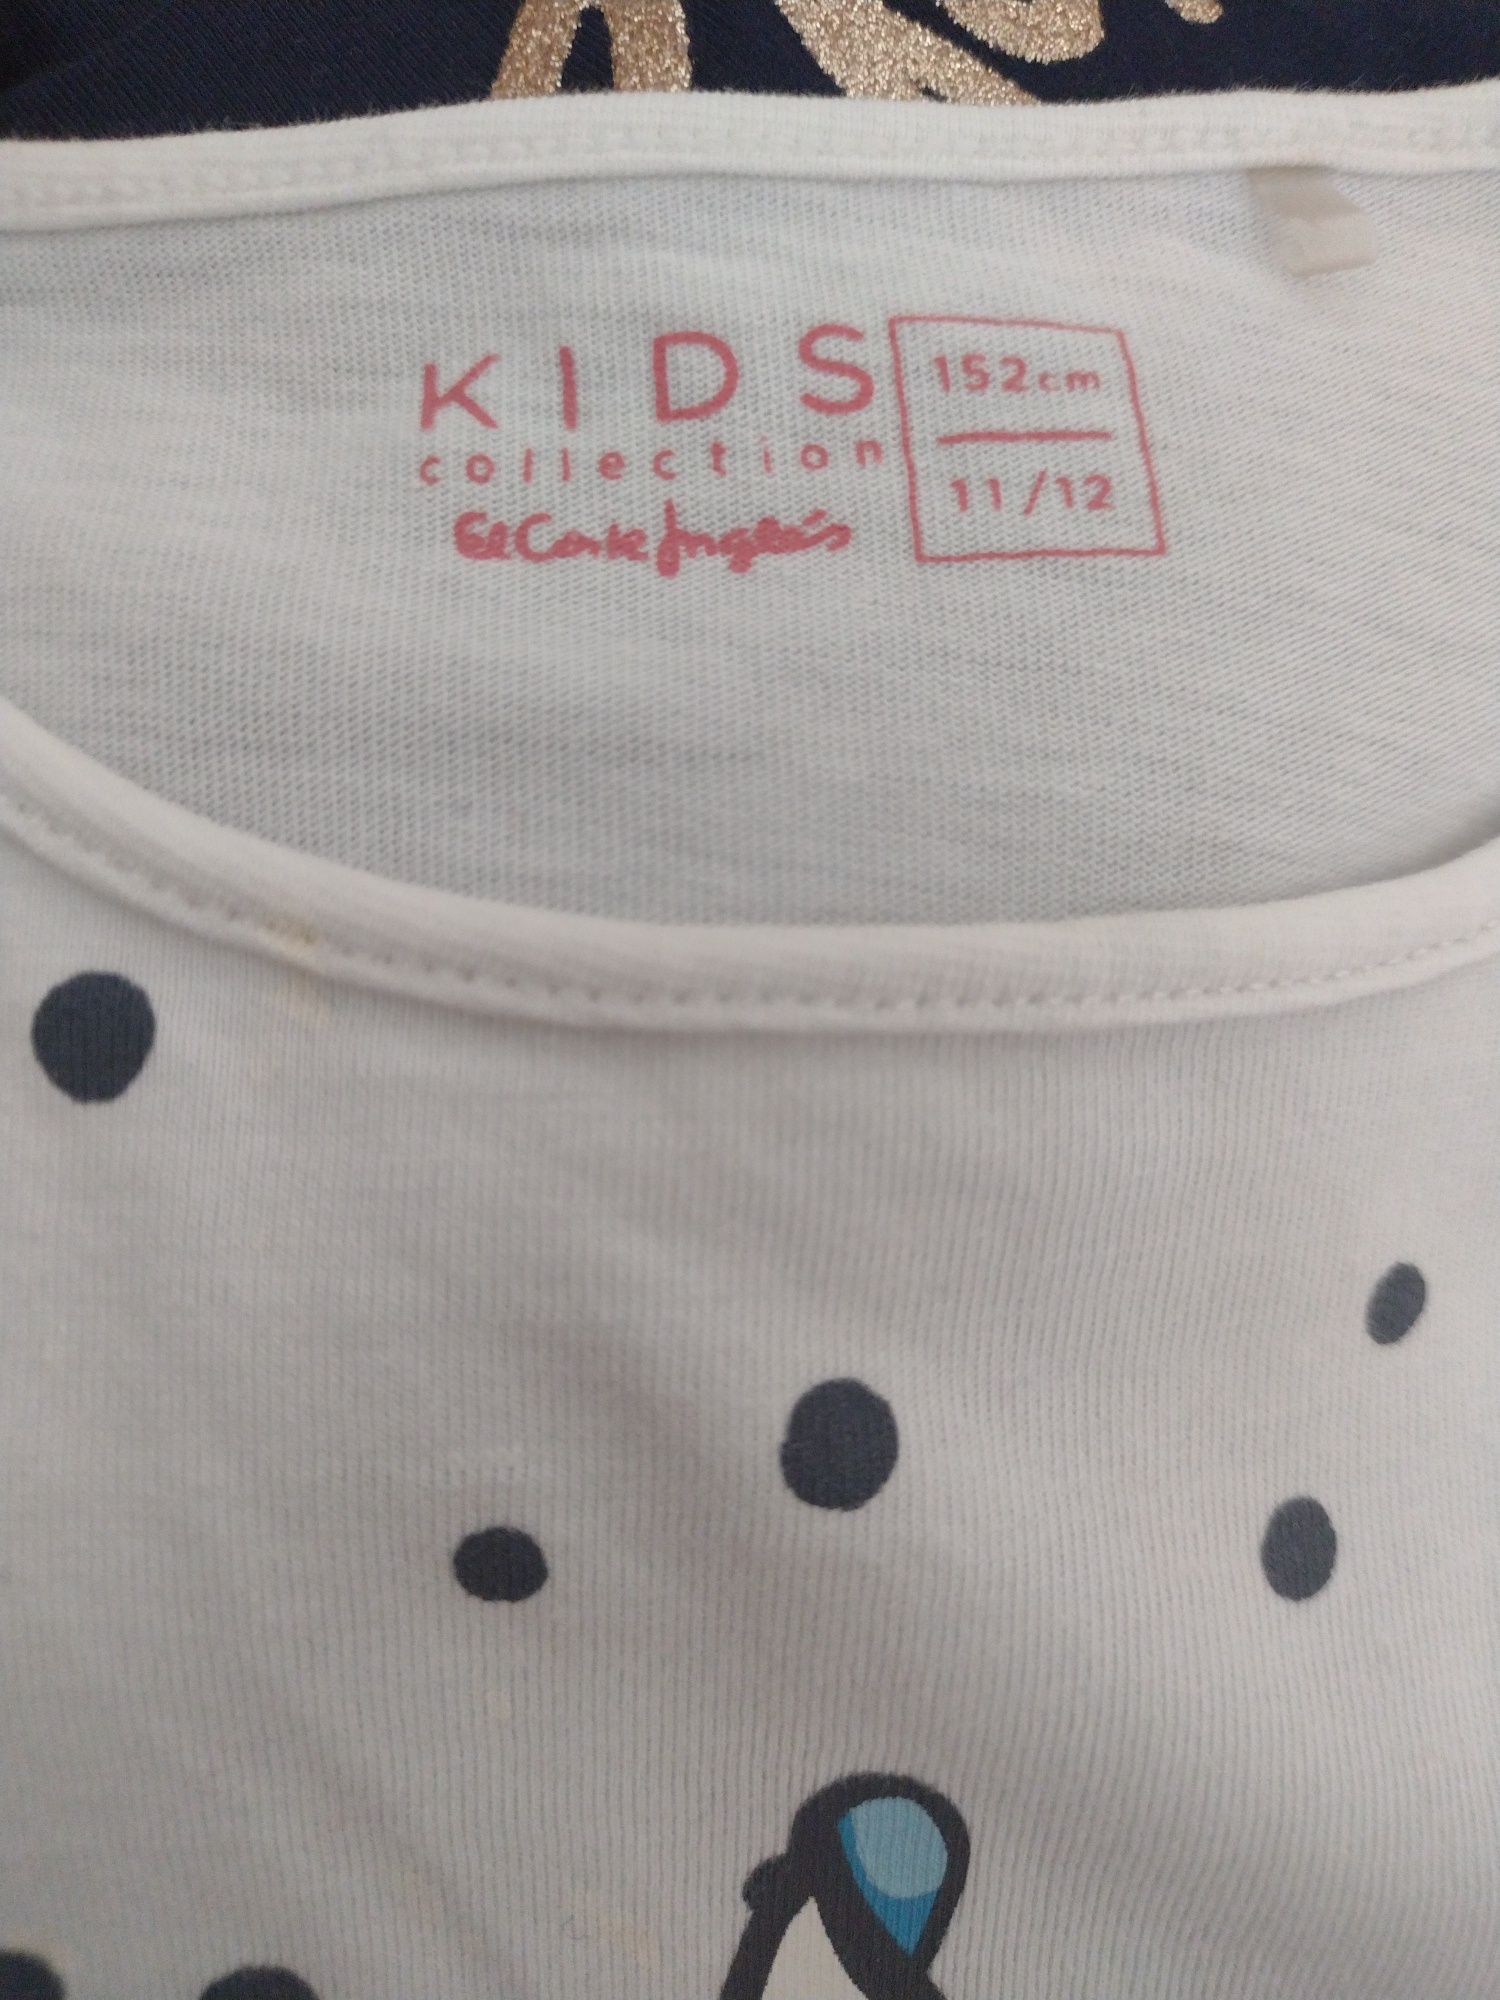 KIDS
collection
El Corte Inglés
152cm
11/12